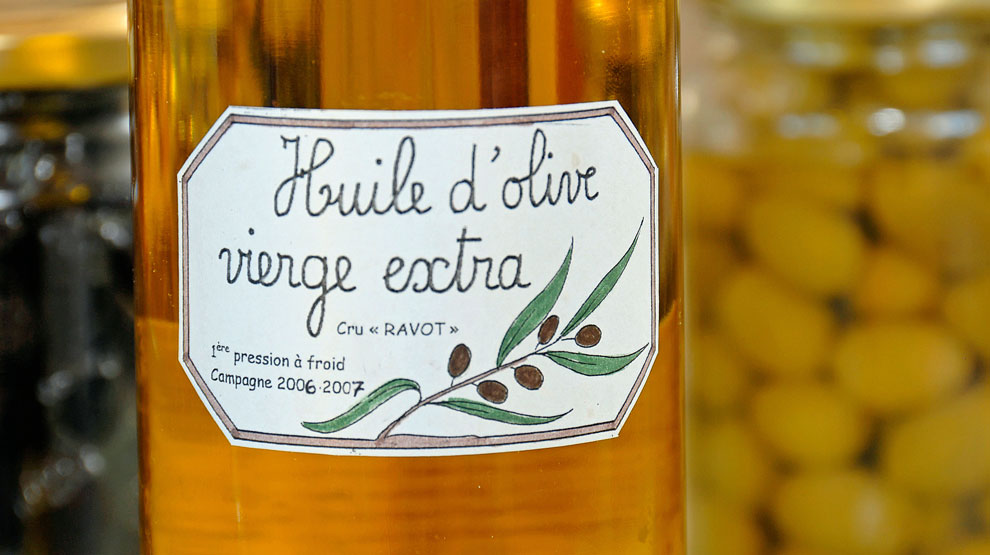 Huile d'olive
vierge extra
Cru « RAVOT »
1ère pression à froid
Campagne 2006-2007